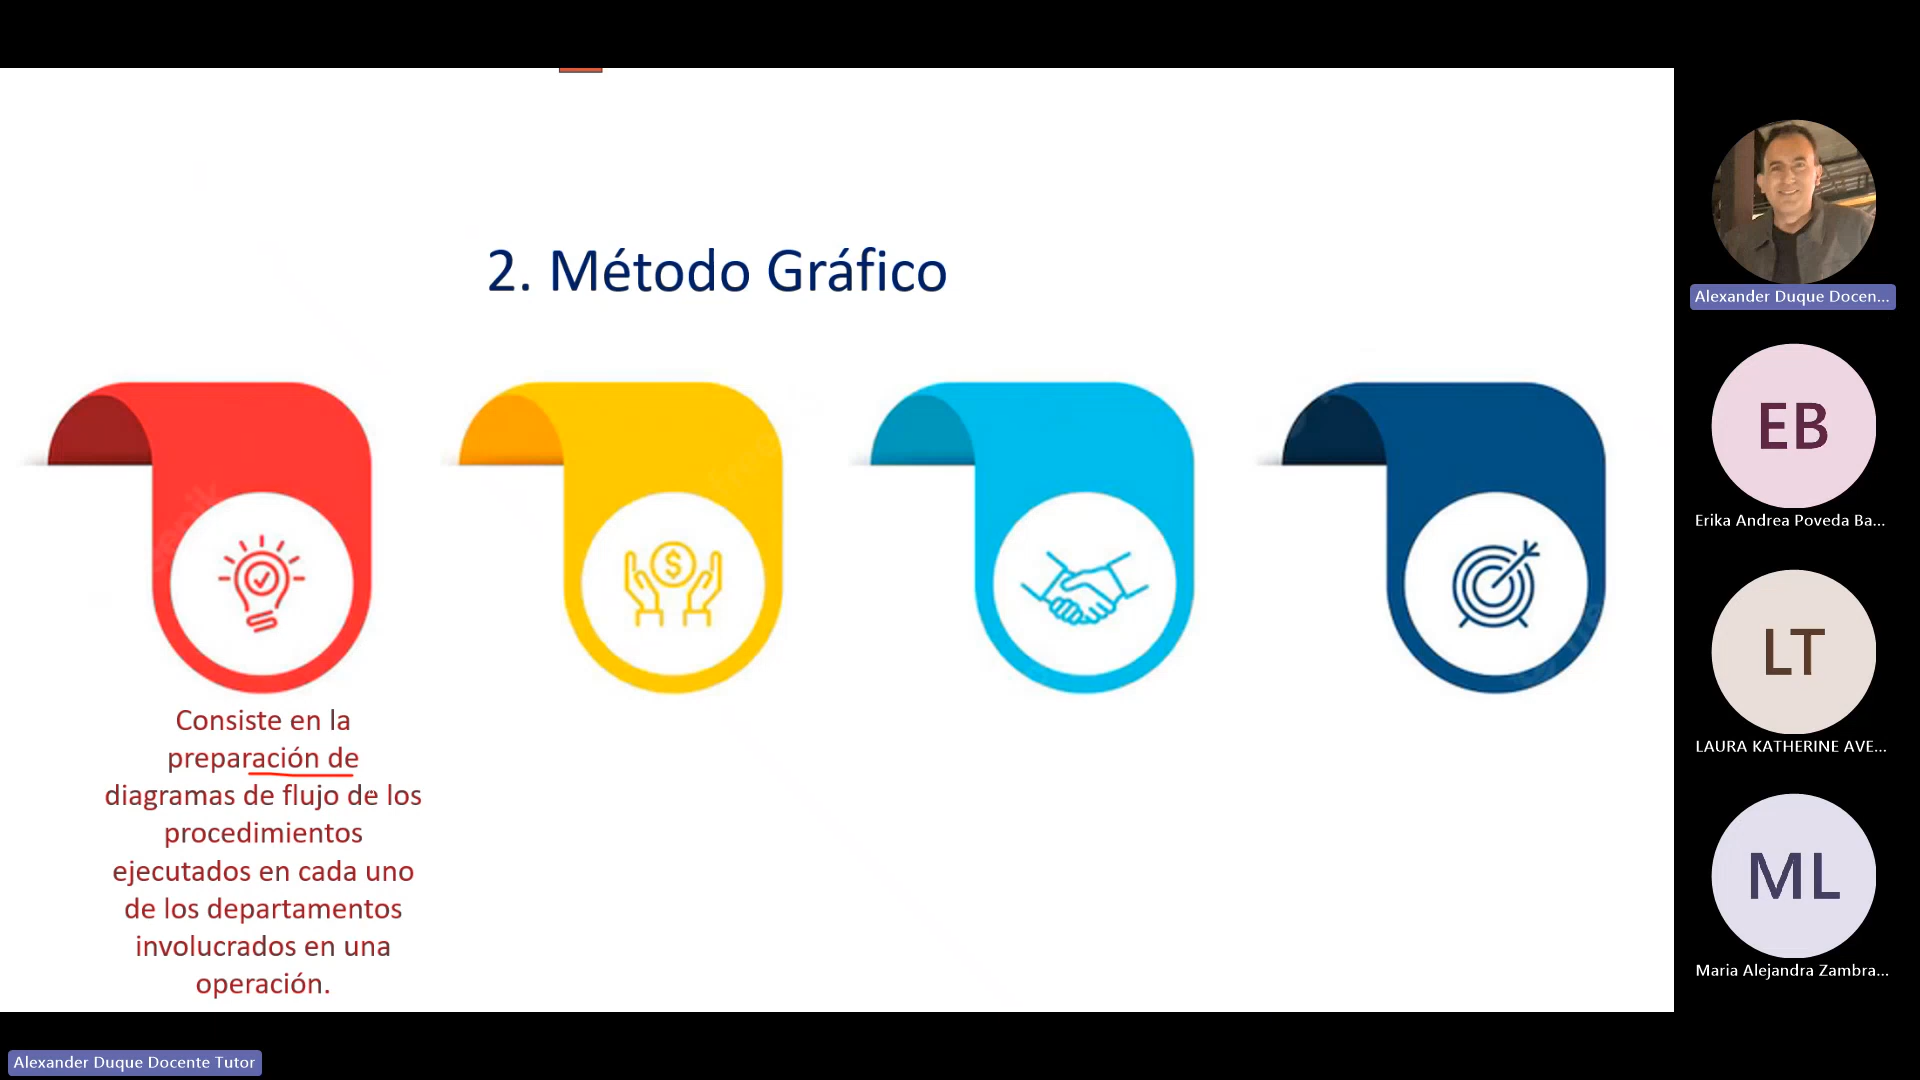 2. Método Gráfico
Consiste en la
preparación de
diagramas de flujo de los
procedimientos
ejecutados en cada uno
de los departamentos
involucrados en una
operación.
Alexander Duque Docen...
EB
Erika Andrea Poveda Ba...
LT
LAURA KATHERINE AVE...
ML
Maria Alejandra Zambra...
Alexander Duque Docente Tutor